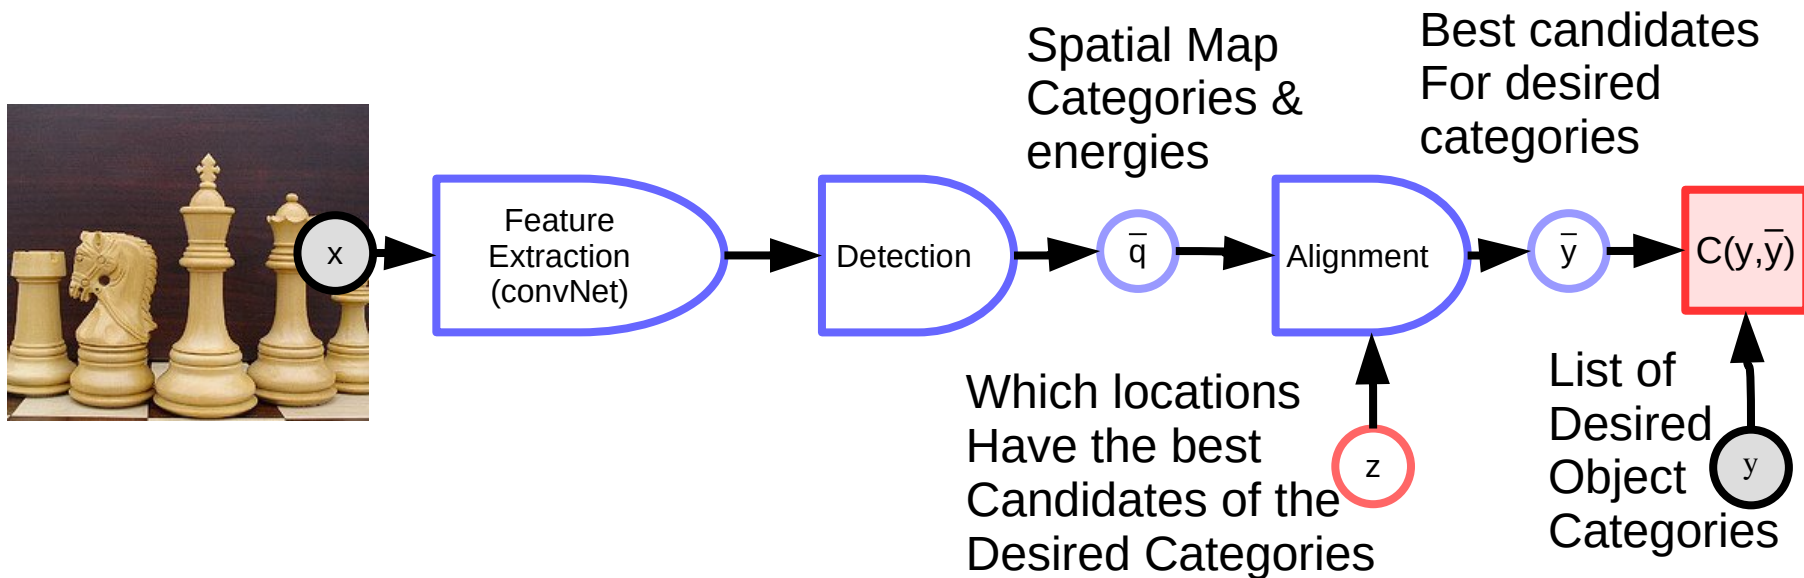 Spatial Map
Categories &
energies
Best candidates
For desired
categories
x
Feature
Extraction
(convNet)
Detection
q̅
Alignment
y̅
C(y,y̅)
Which locations
Have the best
Candidates of the
Desired Categories
z
List of
Desired
Object
Categories
y